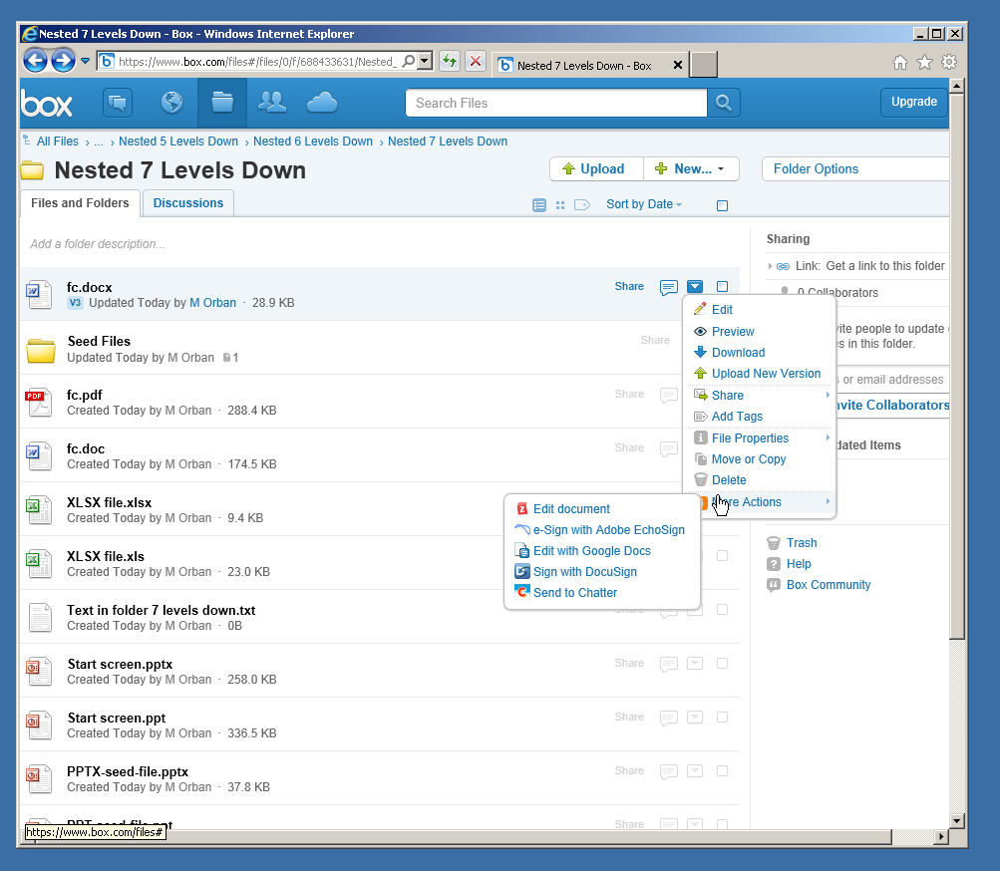 Nested 7 Levels Down - Box - Windows Internet Explorer
https://www.box.com/files#/files/0/f/688433631/Nested_
Nested 7 Levels Down - Box
box
Search Files
Upgrade
All Files › ... › Nested 5 Levels Down › Nested 6 Levels Down › Nested 7 Levels Down
Nested 7 Levels Down
Upload
New...
Folder Options
Files and Folders
Discussions
Sort by Date
Add a folder description...
Sharing
Link: Get a link to this folder
0 Collaborators
ite people to update
s in this folder.
s or email addresses
nvite Collaborators
dated Items
Trash
Help
Box Community
fc.docx
V3 Updated Today by M Orban · 28.9 KB
Share
Seed Files
Updated Today by M Orban 1
Share
fc.pdf
PDF
Created Today by M Orban · 288.4 KB
Share
fc.doc
Created Today by M Orban · 174.5 KB
Share
XLSX file.xlsx
Created Today by M Orban · 9.4 KB
XLSX file.xls
Created Today by M Orban · 23.0 KB
Text in folder 7 levels down.txt
Created Today by M Orban · 0B
Start screen.pptx
Created Today by M Orban · 258.0 KB
Share
Start screen.ppt
Created Today by M Orban · 336.5 KB
Share
PPTX-seed-file.pptx
Created Today by M Orban · 37.8 KB
Share
PPT-seed-file.ppt
Share
Edit
Preview
Download
Upload New Version
Share
Add Tags
File Properties
Move or Copy
Delete
re Actions
Edit document
e-Sign with Adobe EchoSign
Edit with Google Docs
Sign with DocuSign
Send to Chatter
https://www.box.com/files#